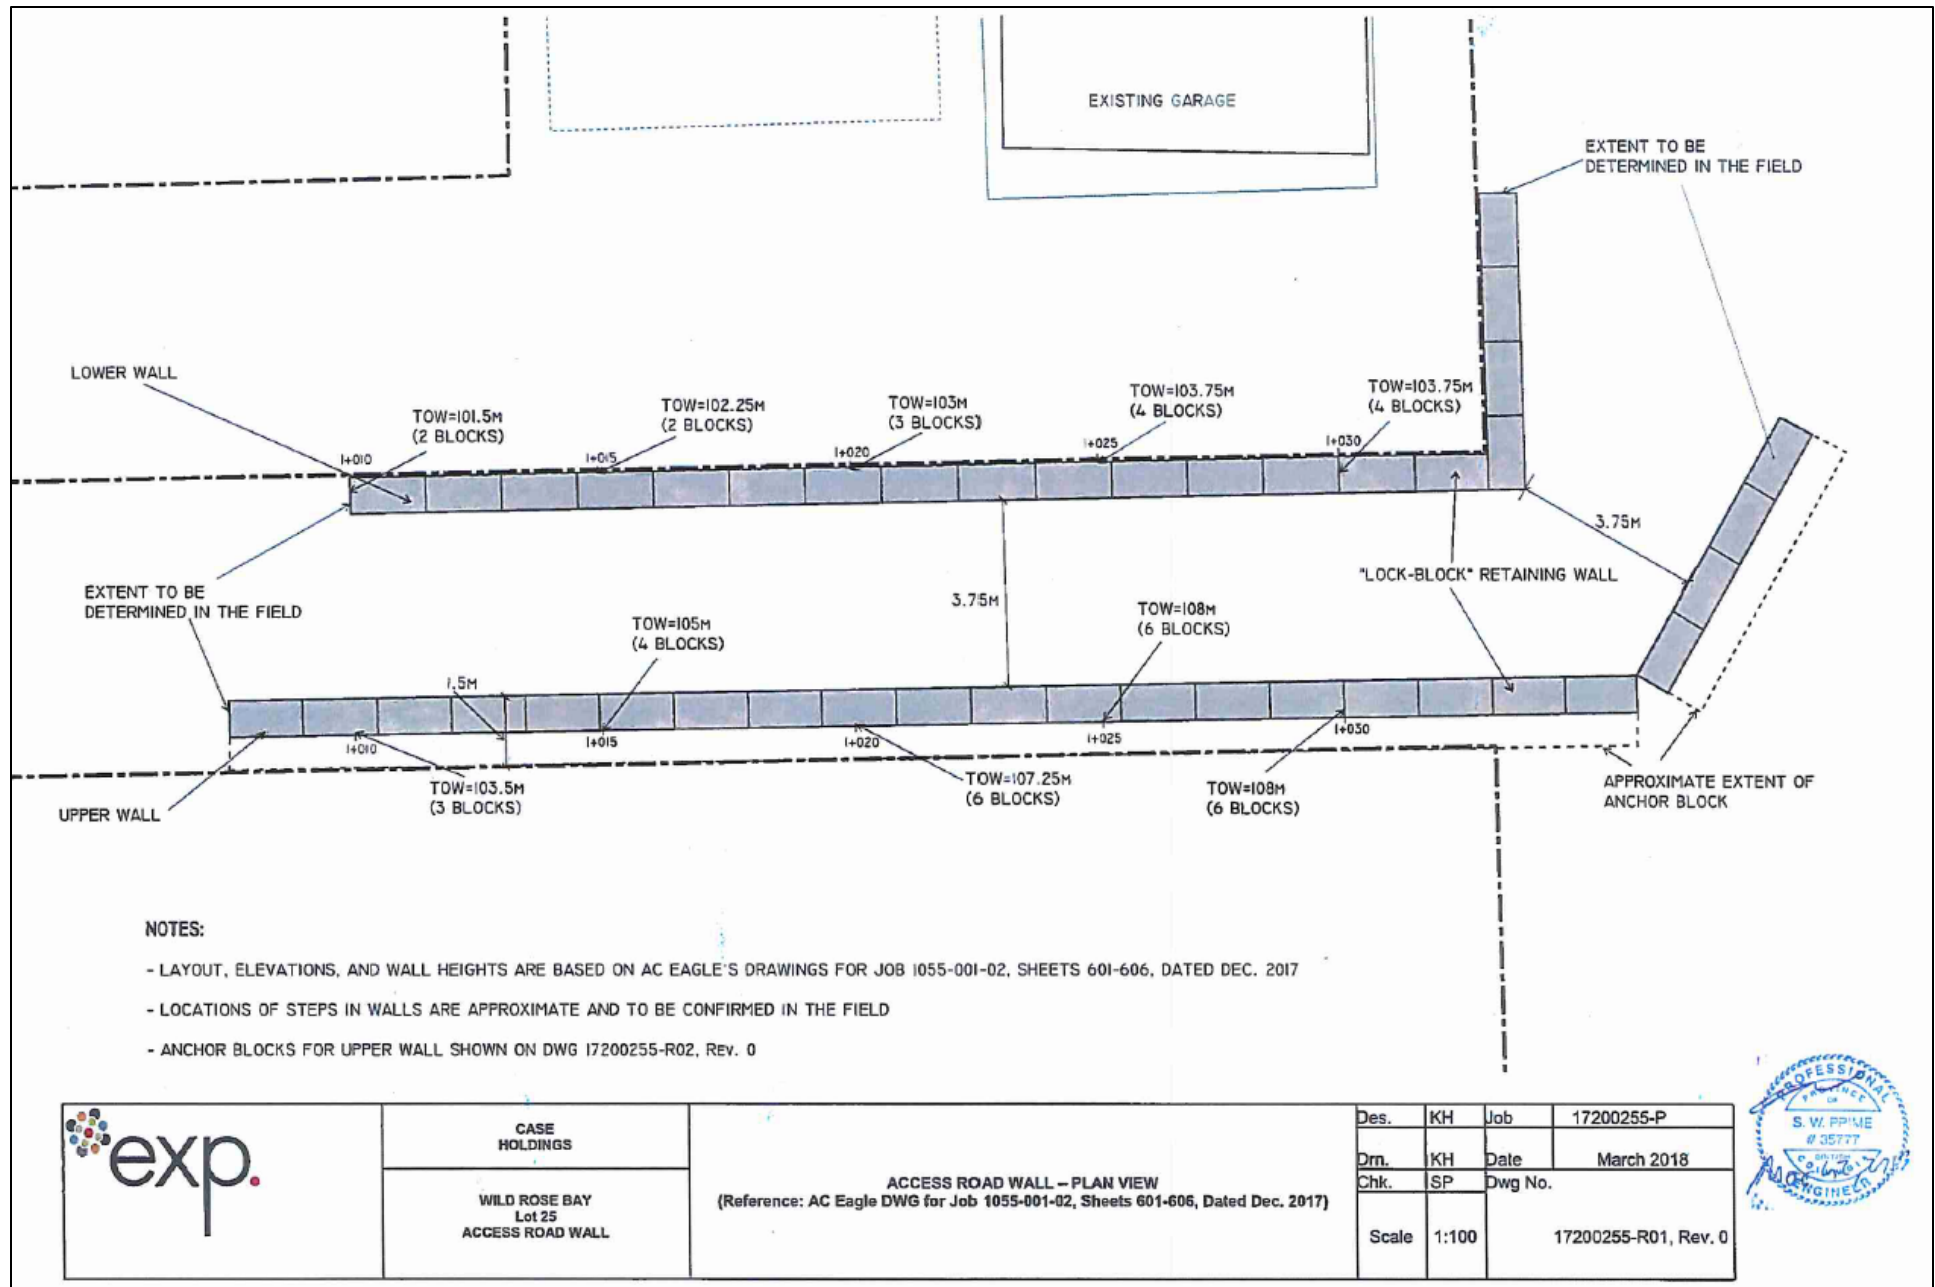 EXISTING GARAGE
EXTENT TO BE
DETERMINED IN THE FIELD
LOWER WALL
TOW=101.5M
(2 BLOCKS)
TOW=102.25M
(2 BLOCKS)
TOW=103M
(3 BLOCKS)
TOW=103.75M
(4 BLOCKS)
TOW=103.75M
(4 BLOCKS)
1+010
1+015
1+020
1+025
1+030
3.75M
EXTENT TO BE
DETERMINED IN THE FIELD
3.75M
"LOCK-BLOCK" RETAINING WALL
TOW=105M
(4 BLOCKS)
TOW=108M
(6 BLOCKS)
1.5M
1+010
1+015
1+020
1+025
1+030
UPPER WALL
TOW=103.5M
(3 BLOCKS)
TOW=107.25M
(6 BLOCKS)
TOW=108M
(6 BLOCKS)
APPROXIMATE EXTENT OF
ANCHOR BLOCK
NOTES:
- LAYOUT, ELEVATIONS, AND WALL HEIGHTS ARE BASED ON AC EAGLE'S DRAWINGS FOR JOB 1055-001-02, SHEETS 601-606, DATED DEC. 2017
- LOCATIONS OF STEPS IN WALLS ARE APPROXIMATE AND TO BE CONFIRMED IN THE FIELD
- ANCHOR BLOCKS FOR UPPER WALL SHOWN ON DWG 17200255-R02, REV. 0
exp.
CASE
HOLDINGS
WILD ROSE BAY
Lot 25
ACCESS ROAD WALL
ACCESS ROAD WALL – PLAN VIEW
(Reference: AC Eagle DWG for Job 1055-001-02, Sheets 601-606, Dated Dec. 2017)
Des. KH Job 17200255-P
Drn. KH Date March 2018
Chk. SP Dwg No.
Scale 1:100 17200255-R01, Rev. 0
PROFESSIONAL
PROVINCE
OF
S. W. PRIME
# 35777
ENGINEER